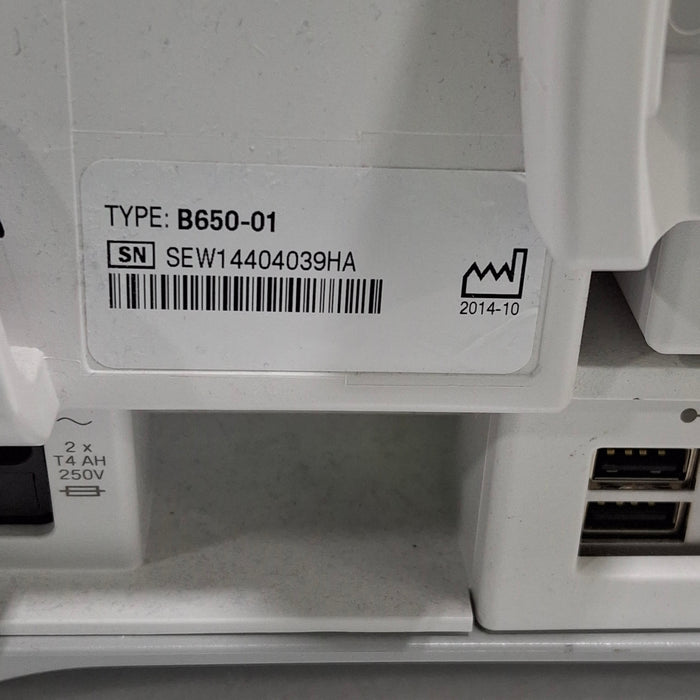 TYPE: B650-01
SN SEW14404039HA
2014-10
2 x
T4 AH
250V